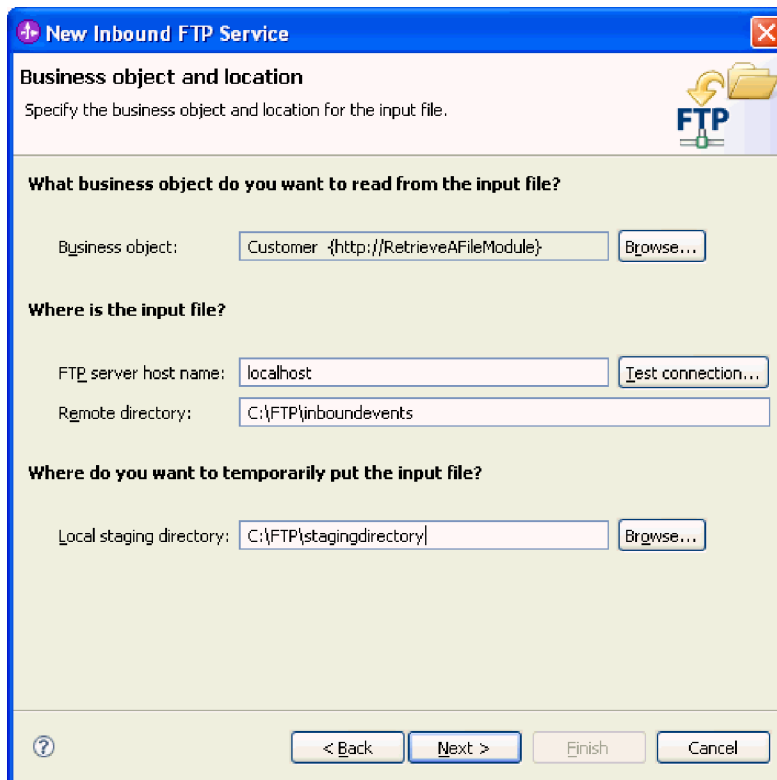 New Inbound FTP Service
Business object and location
Specify the business object and location for the input file.
FTP
What business object do you want to read from the input file?
Business object: Customer {http://RetrieveAFileModule} Browse...
Where is the input file?
FTP server host name: localhost Test connection...
Remote directory: C:\FTP\inboundevents
Where do you want to temporarily put the input file?
Local staging directory: C:\FTP\stagingdirectory Browse...
? < Back Next > Finish Cancel